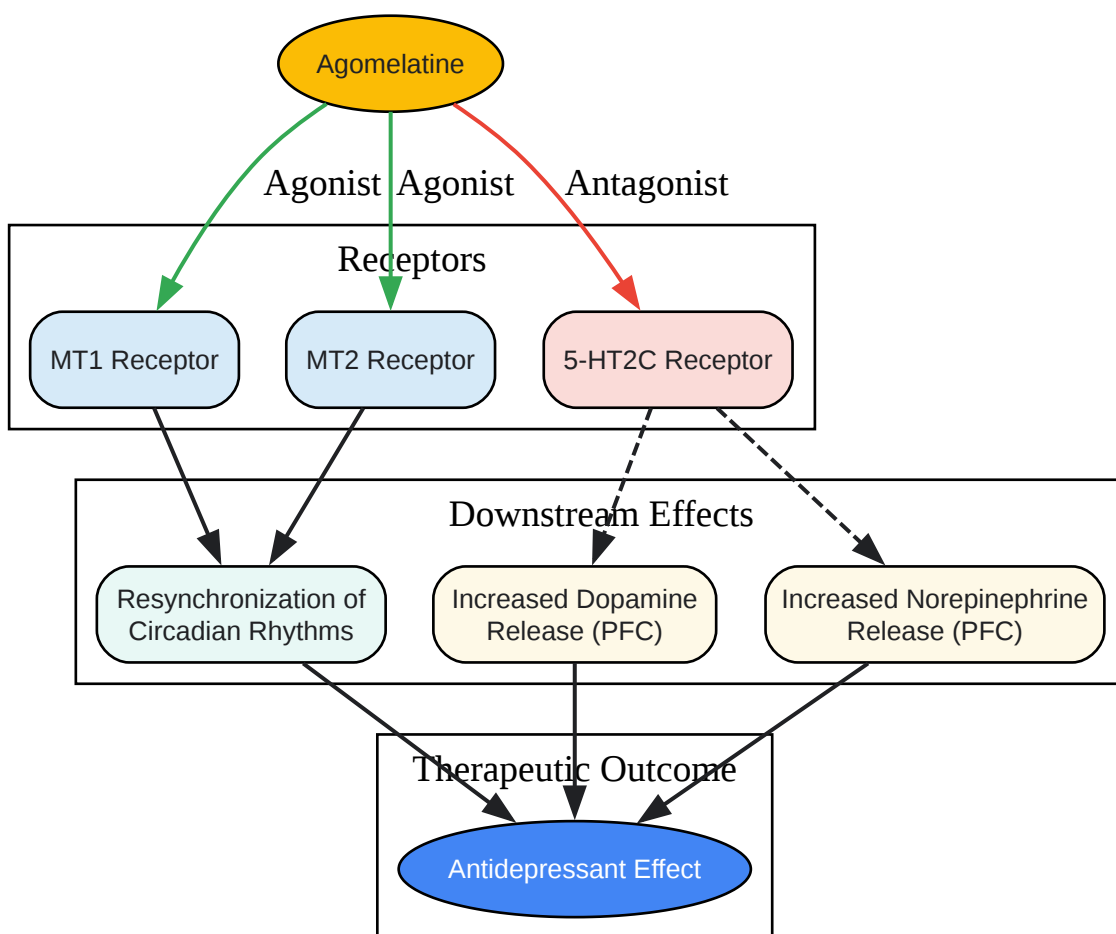 Agomelatine
Agonist
Agonist
Antagonist
Receptors
MT1 Receptor
MT2 Receptor
5-HT2C Receptor
Downstream Effects
Resynchronization of
Circadian Rhythms
Increased Dopamine
Release (PFC)
Increased Norepinephrine
Release (PFC)
Therapeutic Outcome
Antidepressant Effect